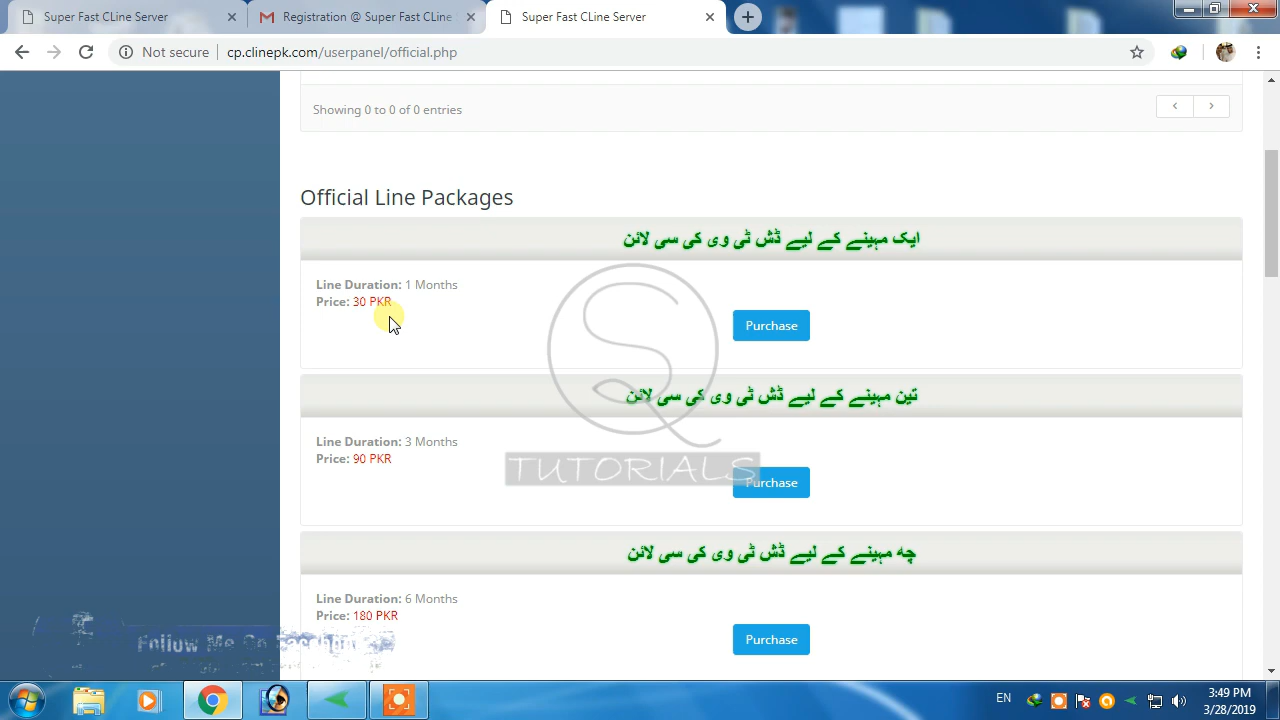 Super Fast CLine Server
Registration @ Super Fast CLine
Super Fast CLine Server
Not secure
cp.clinepk.com/userpanel/official.php
Showing 0 to 0 of 0 entries
Official Line Packages
ایک مہینے کے لیے ڈش ٹی وی کی سی لائن
Line Duration: 1 Months
Price: 30 PKR
Purchase
تین مہینے کے لیے ڈش ٹی وی کی سی لائن
Line Duration: 3 Months
Price: 90 PKR
TUTORIALS
Purchase
چھ مہینے کے لیے ڈش ٹی وی کی سی لائن
Line Duration: 6 Months
Price: 180 PKR
Purchase
Follow Me On Facebook
EN
3:49 PM
3/28/2019